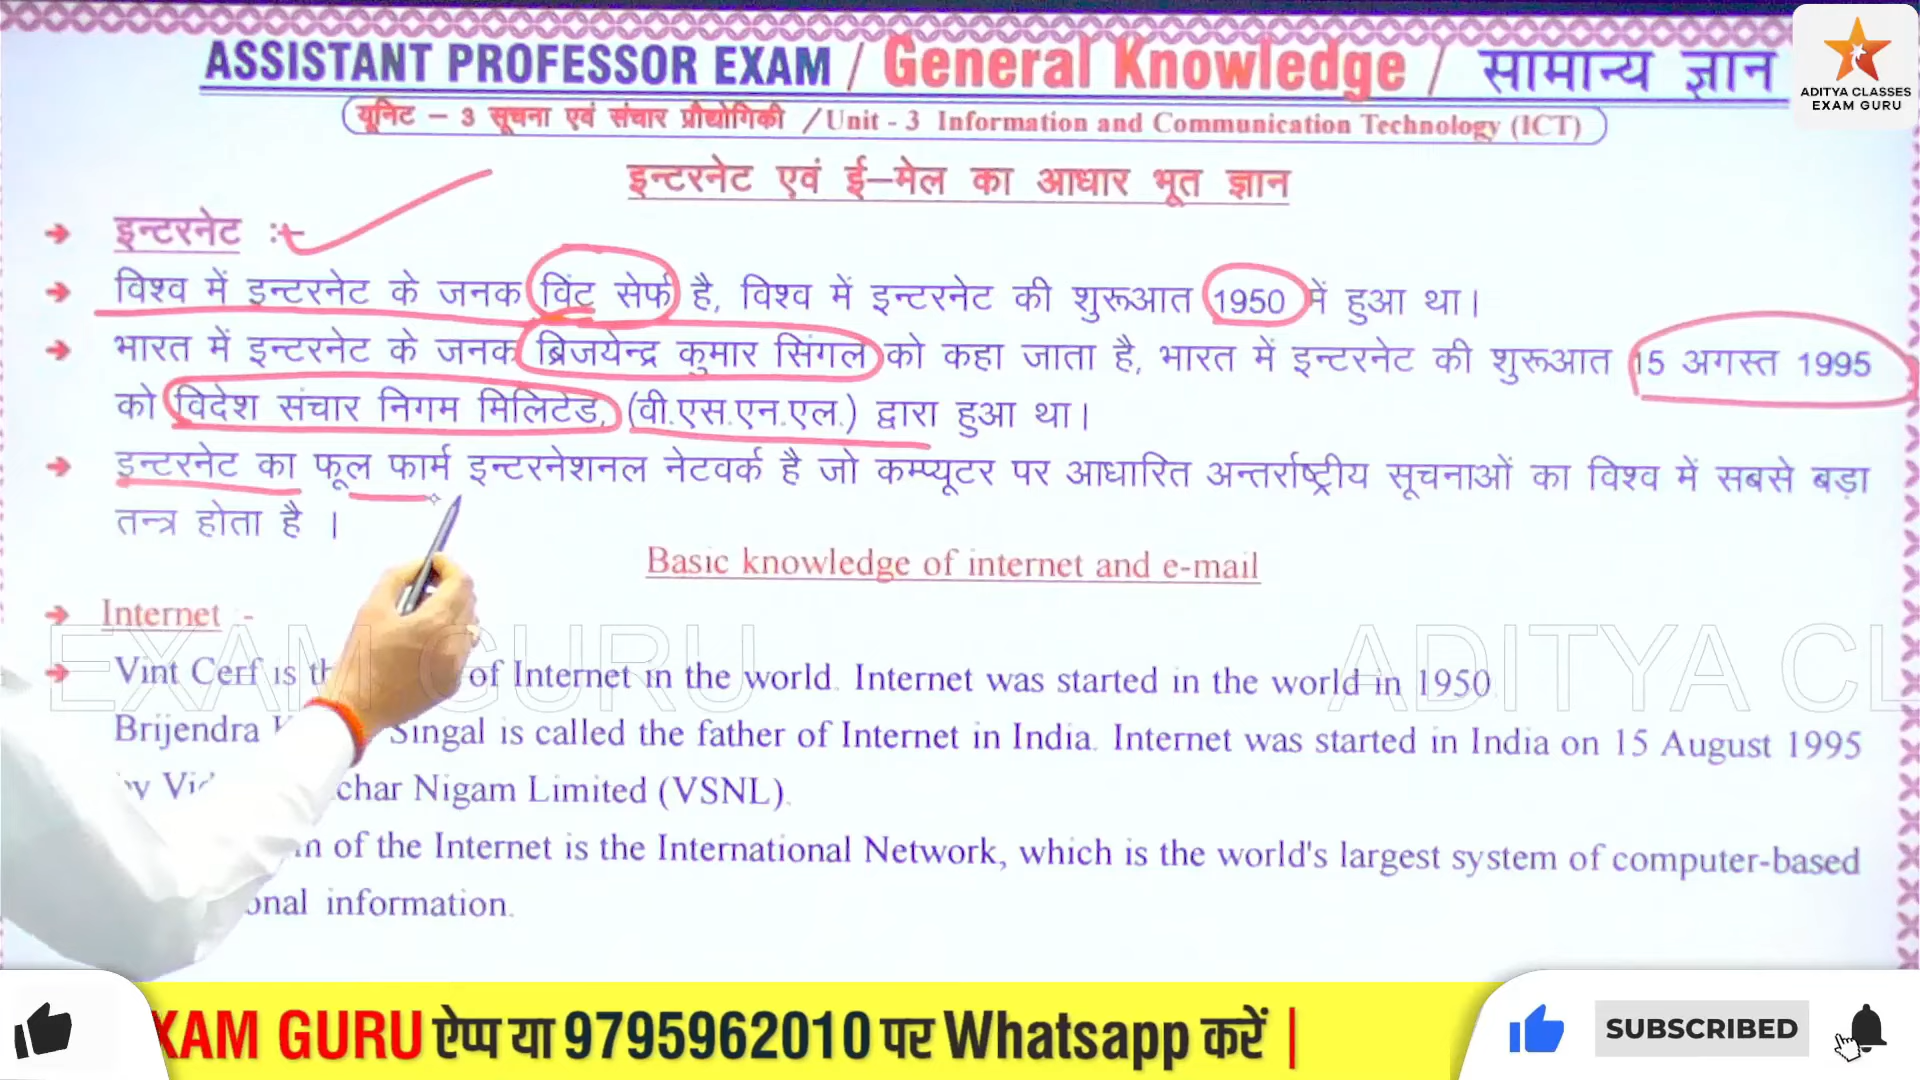 ASSISTANT PROFESSOR EXAM / General Knowledge / सामान्य ज्ञान
ADITYA CLASSES
EXAM GURU
यूनिट – 3 सूचना एवं संचार प्रौद्योगिकी / Unit - 3 Information and Communication Technology (ICT)
इन्टरनेट एवं ई–मेल का आधार भूत ज्ञान
➔ इन्टरनेट :-
➔ विश्व में इन्टरनेट के जनक विंट सेर्फ है, विश्व में इन्टरनेट की शुरूआत 1950 में हुआ था।
➔ भारत में इन्टरनेट के जनक ब्रिजयेन्द्र कुमार सिंगल को कहा जाता है, भारत में इन्टरनेट की शुरूआत 15 अगस्त 1995
को विदेश संचार निगम मिलिटेड, (वी.एस.एन.एल.) द्वारा हुआ था।
➔ इन्टरनेट का फूल फार्म इन्टरनेशनल नेटवर्क है जो कम्प्यूटर पर आधारित अन्तर्राष्ट्रीय सूचनाओं का विश्व में सबसे बड़ा
तन्त्र होता है ।
Basic knowledge of internet and e-mail
➔ Internet -
EXAM GURU ADITYA CL
➔ Vint Cerf is of Internet in the world. Internet was started in the world in 1950
Brijendra Singal is called the father of Internet in India. Internet was started in India on 15 August 1995
char Nigam Limited (VSNL).
of the Internet is the International Network, which is the world's largest system of computer-based
onal information.
XAM GURU ऐप्प या 9795962010 पर Whatsapp करें |
SUBSCRIBED